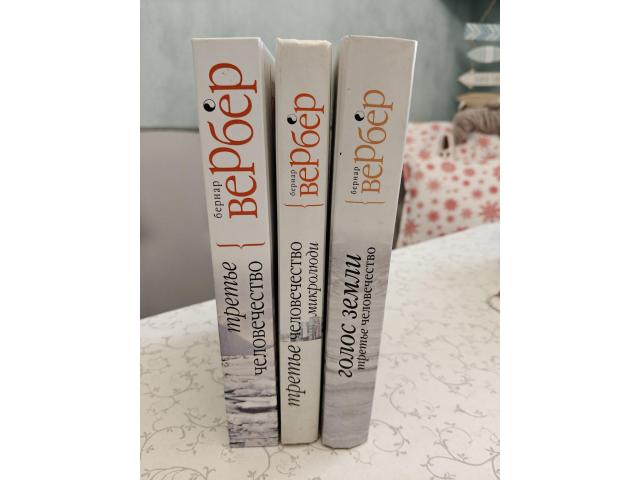 бернар
вербер
третье
человечество
бернар
вербер
третье человечество
микролюди
бернар
вербер
голос земли
третье человечество